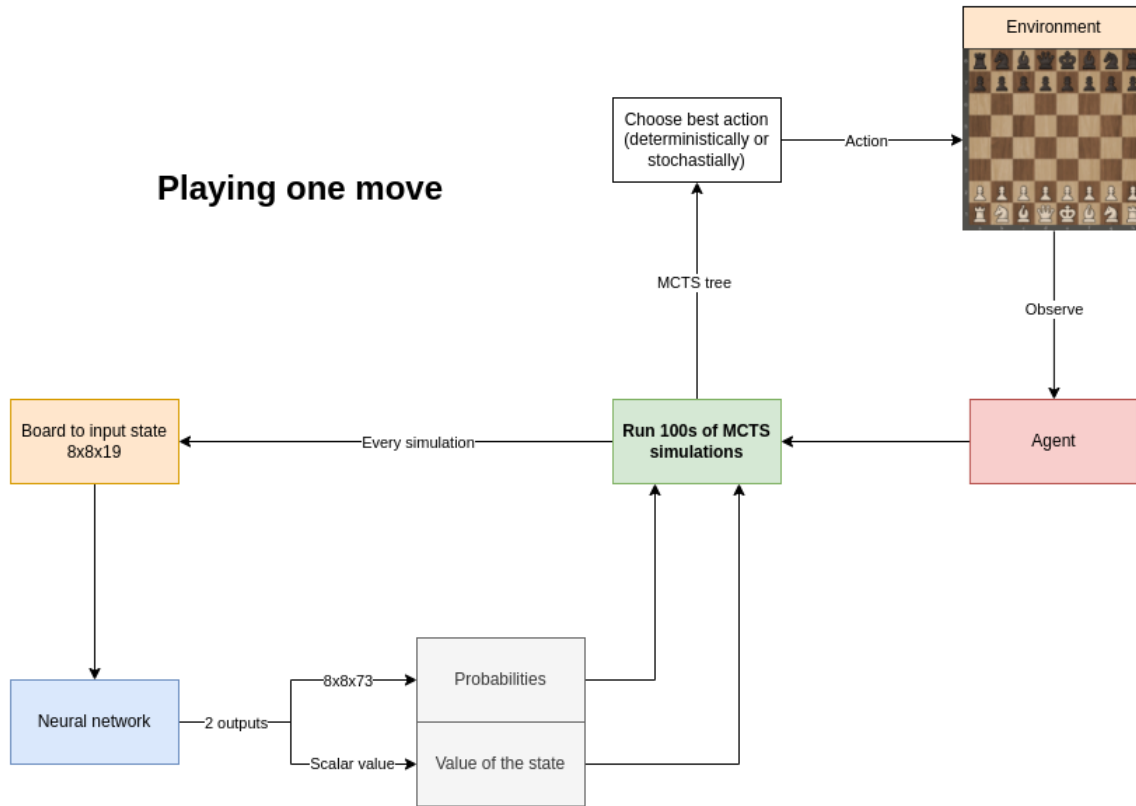 Environment
Choose best action
(deterministically or
stochastially)
Action
Playing one move
MCTS tree
Observe
Board to input state
8x8x19
Every simulation
Run 100s of MCTS
simulations
Agent
8x8x73
Probabilities
Neural network
2 outputs
Scalar value
Value of the state